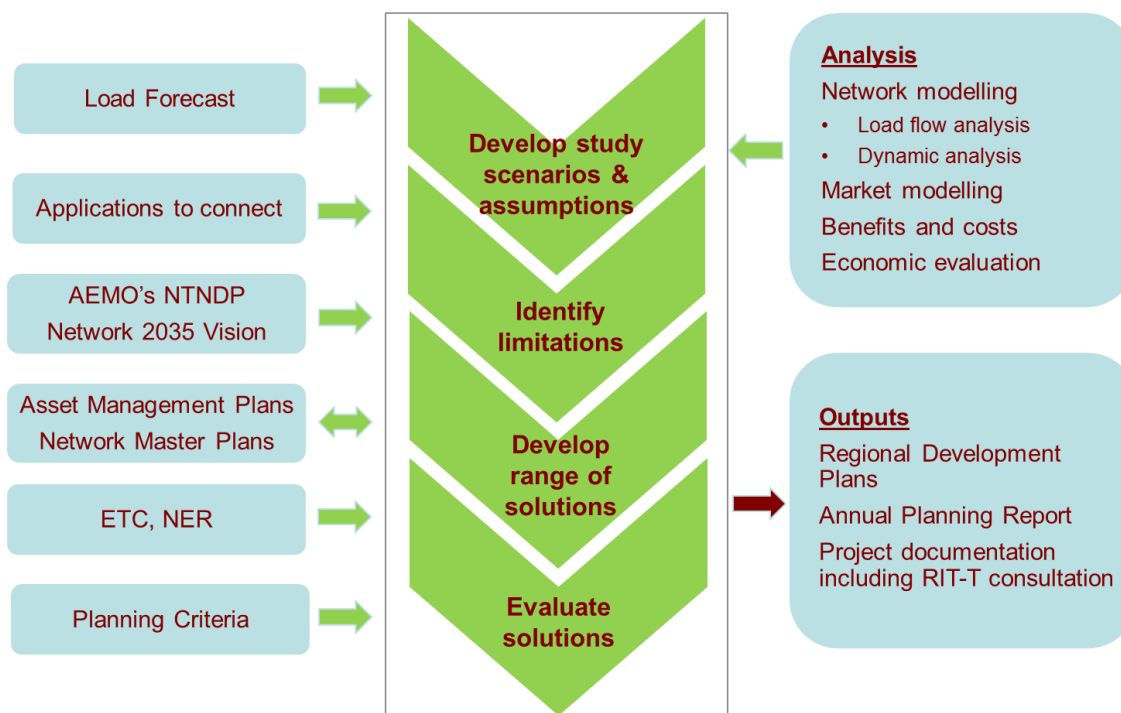 Load Forecast
Applications to connect
AEMO's NTNDP
Network 2035 Vision
Asset Management Plans
Network Master Plans
ETC, NER
Planning Criteria
Develop study
scenarios &
assumptions
Identify
limitations
Develop
range of
solutions
Evaluate
solutions
Analysis
Network modelling
• Load flow analysis
• Dynamic analysis
Market modelling
Benefits and costs
Economic evaluation
Outputs
Regional Development
Plans
Annual Planning Report
Project documentation
including RIT-T consultation